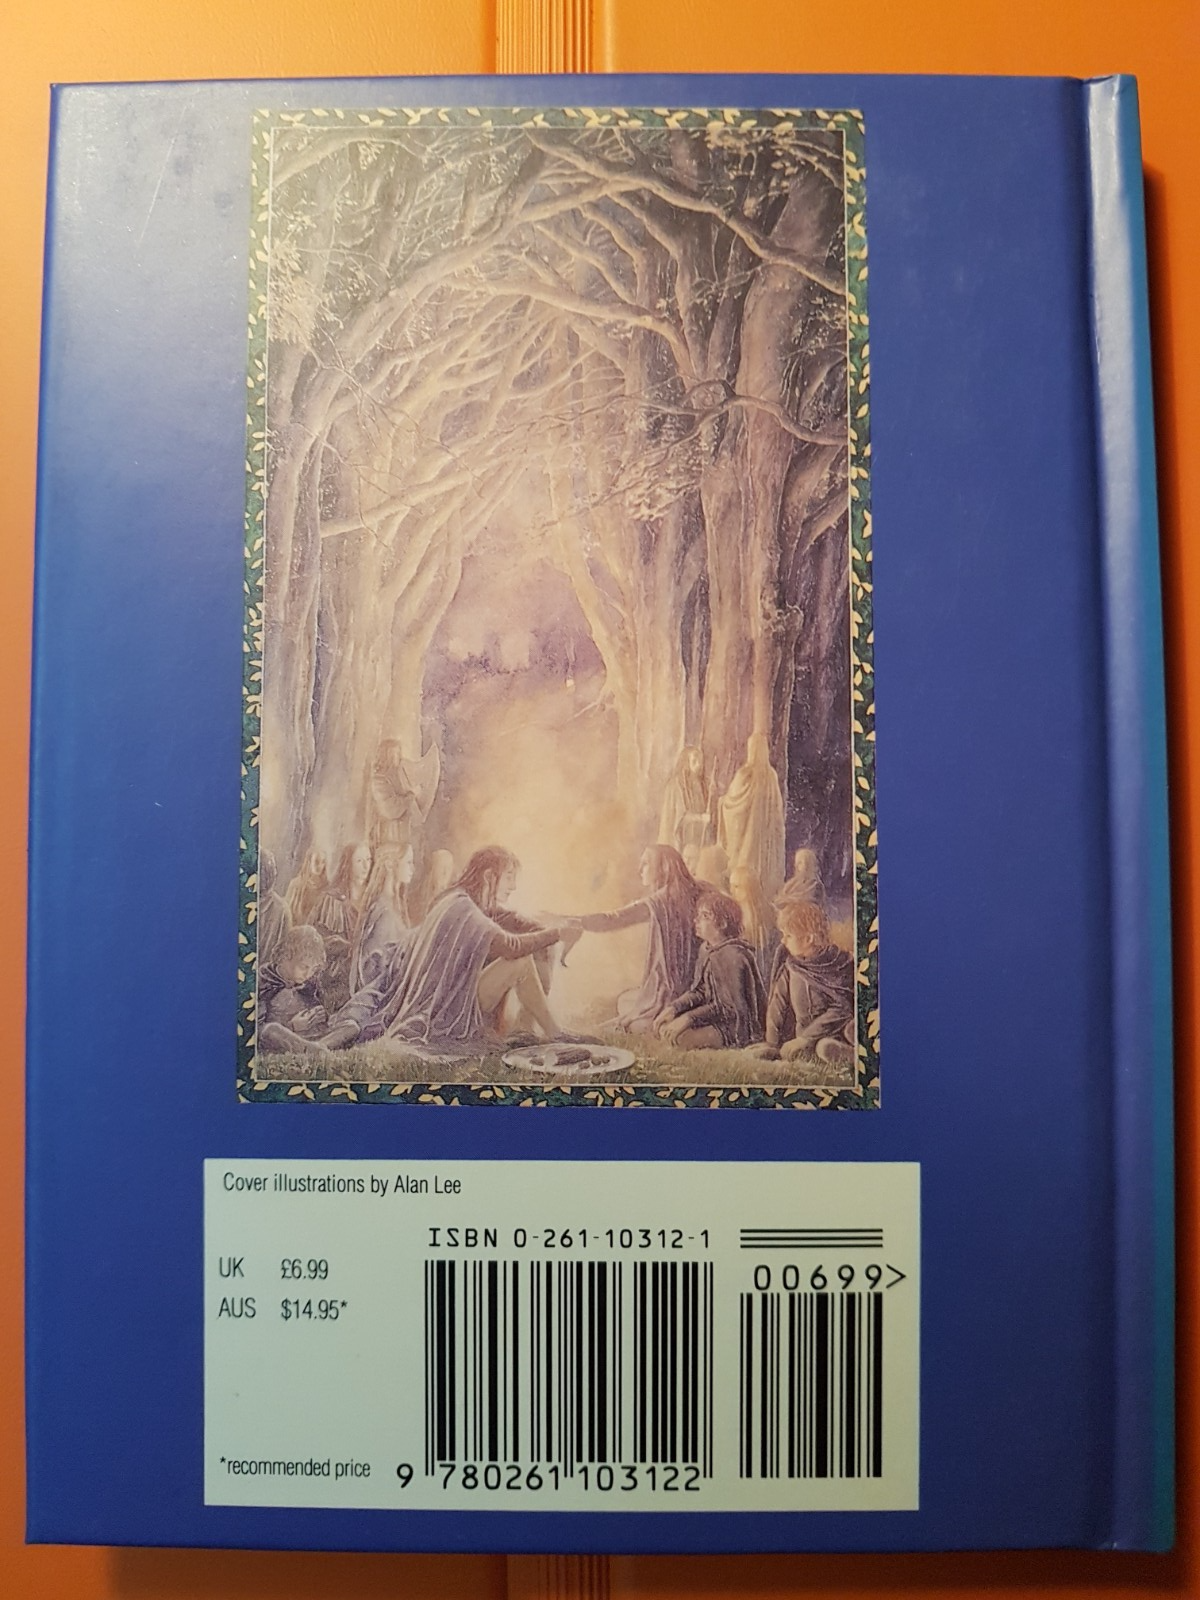 Cover illustrations by Alan Lee
ISBN 0-261-10312-1
UK £6.99
AUS $14.95*
00699>
*recommended price
9 780261 103122